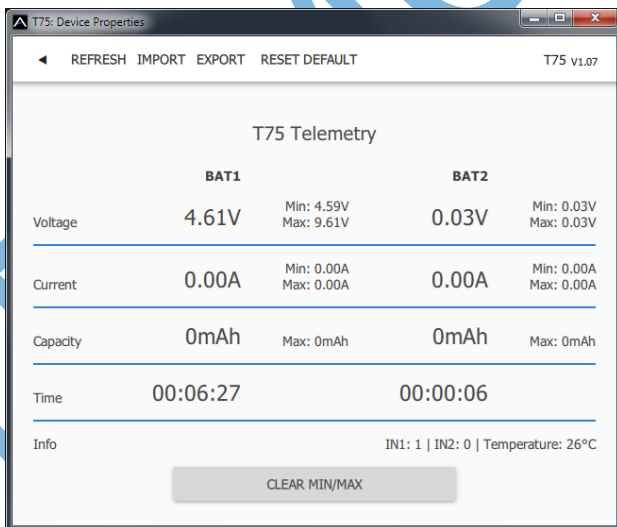 T75: Device Properties
◄ REFRESH IMPORT EXPORT RESET DEFAULT T75 V1.07
T75 Telemetry
BAT1 BAT2
Voltage 4.61V Min: 4.59V Max: 9.61V 0.03V Min: 0.03V Max: 0.03V
Current 0.00A Min: 0.00A Max: 0.00A 0.00A Min: 0.00A Max: 0.00A
Capacity 0mAh Max: 0mAh 0mAh Max: 0mAh
Time 00:06:27 00:00:06
Info IN1: 1 | IN2: 0 | Temperature: 26°C
CLEAR MIN/MAX